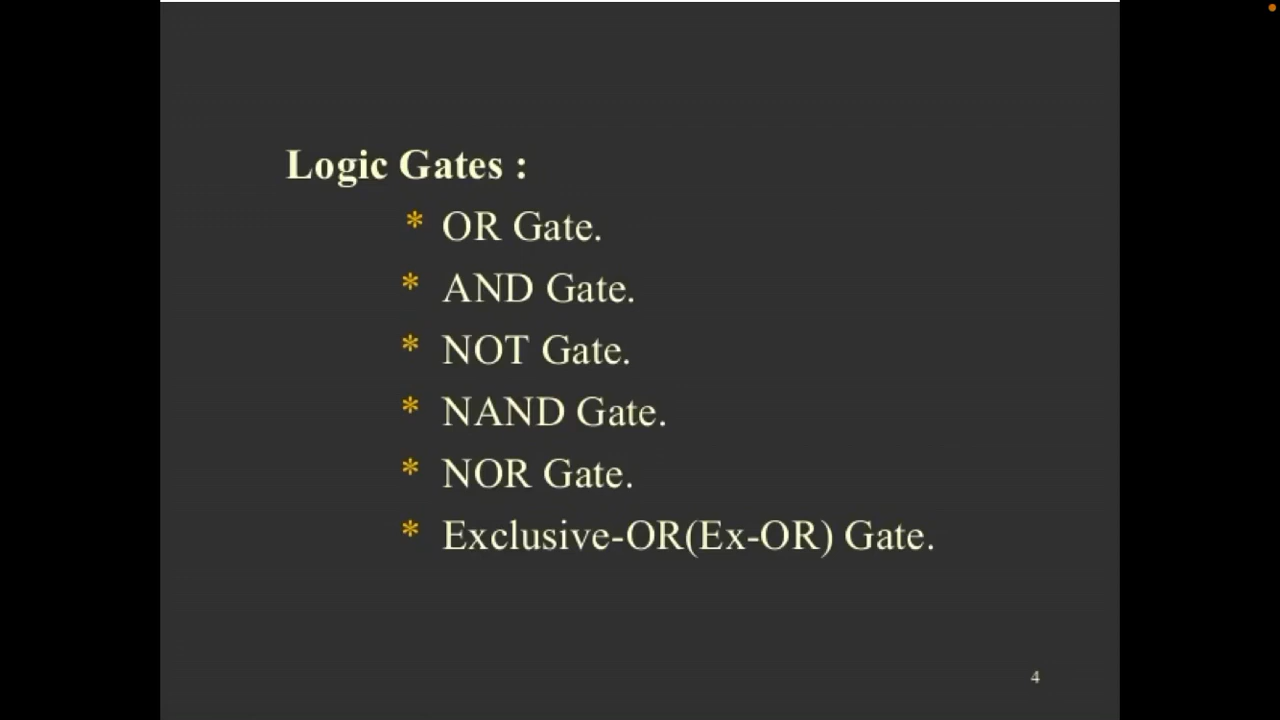 Logic Gates :
* OR Gate.
* AND Gate.
* NOT Gate.
* NAND Gate.
* NOR Gate.
* Exclusive-OR(Ex-OR) Gate.
4